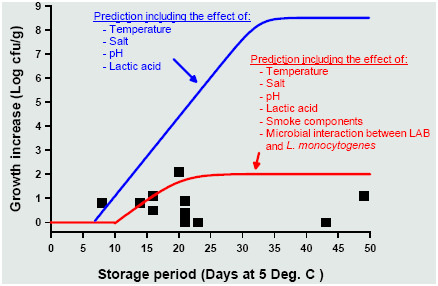 Growth increase (Log cfu/g)
9
8
7
6
5
4
3
2
1
0
Prediction including the effect of:
- Temperature
- Salt
- pH
- Lactic acid
Prediction including the effect of:
- Temperature
- Salt
- pH
- Lactic acid
- Smoke components
- Microbial interaction between LAB
and L. monocytogenes
0 5 10 15 20 25 30 35 40 45 50
Storage period (Days at 5 Deg. C )